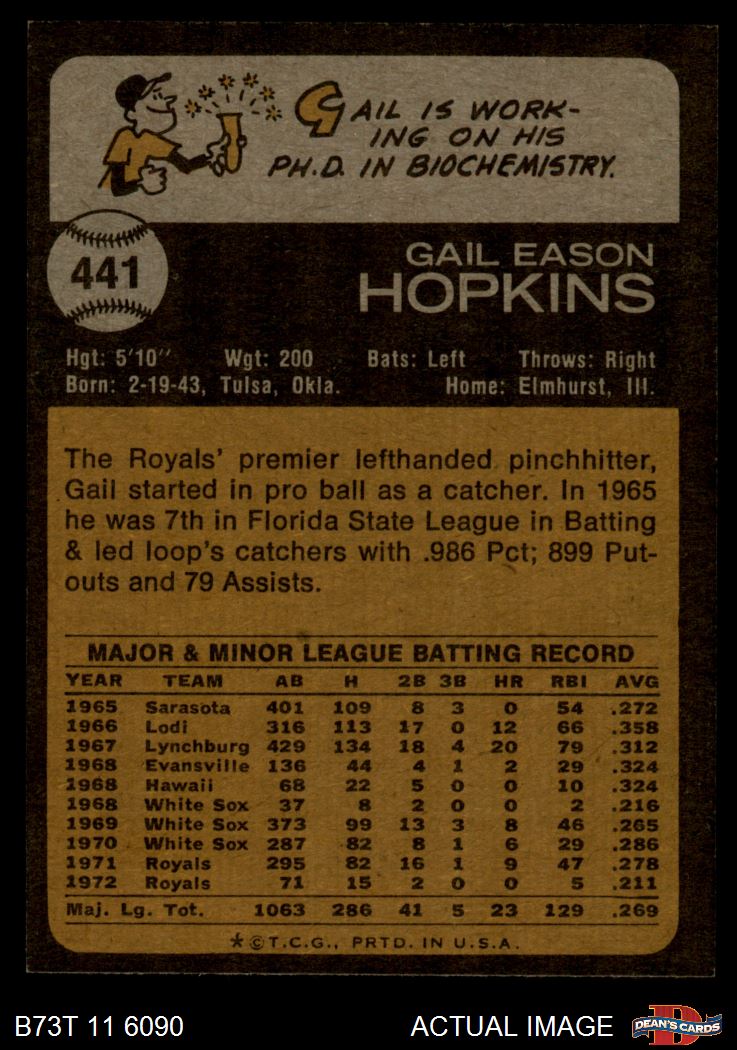 GAIL IS WORK-
ING ON HIS
PH.D. IN BIOCHEMISTRY.
441
GAIL EASON
HOPKINS
Hgt: 5'10" Wgt: 200 Bats: Left Throws: Right
Born: 2-19-43, Tulsa, Okla. Home: Elmhurst, Ill.
The Royals' premier lefthanded pinchhitter,
Gail started in pro ball as a catcher. In 1965
he was 7th in Florida State League in Batting
& led loop's catchers with .986 Pct; 899 Put-
outs and 79 Assists.
MAJOR & MINOR LEAGUE BATTING RECORD
YEAR TEAM AB H 2B 3B HR RBI AVG
1965 Sarasota 401 109 8 3 0 54 .272
1966 Lodi 316 113 17 0 12 66 .358
1967 Lynchburg 429 134 18 4 20 79 .312
1968 Evansville 136 44 4 1 2 29 .324
1968 Hawaii 68 22 5 0 0 10 .324
1968 White Sox 37 8 2 0 0 2 .216
1969 White Sox 373 99 13 3 8 46 .265
1970 White Sox 287 82 8 1 6 29 .286
1971 Royals 295 82 16 1 9 47 .278
1972 Royals 71 15 2 0 0 5 .211
Maj. Lg. Tot. 1063 286 41 5 23 129 .269
*©T.C.G., PRTD. IN U.S.A.
B73T 11 6090 ACTUAL IMAGE DEAN'S CARDS